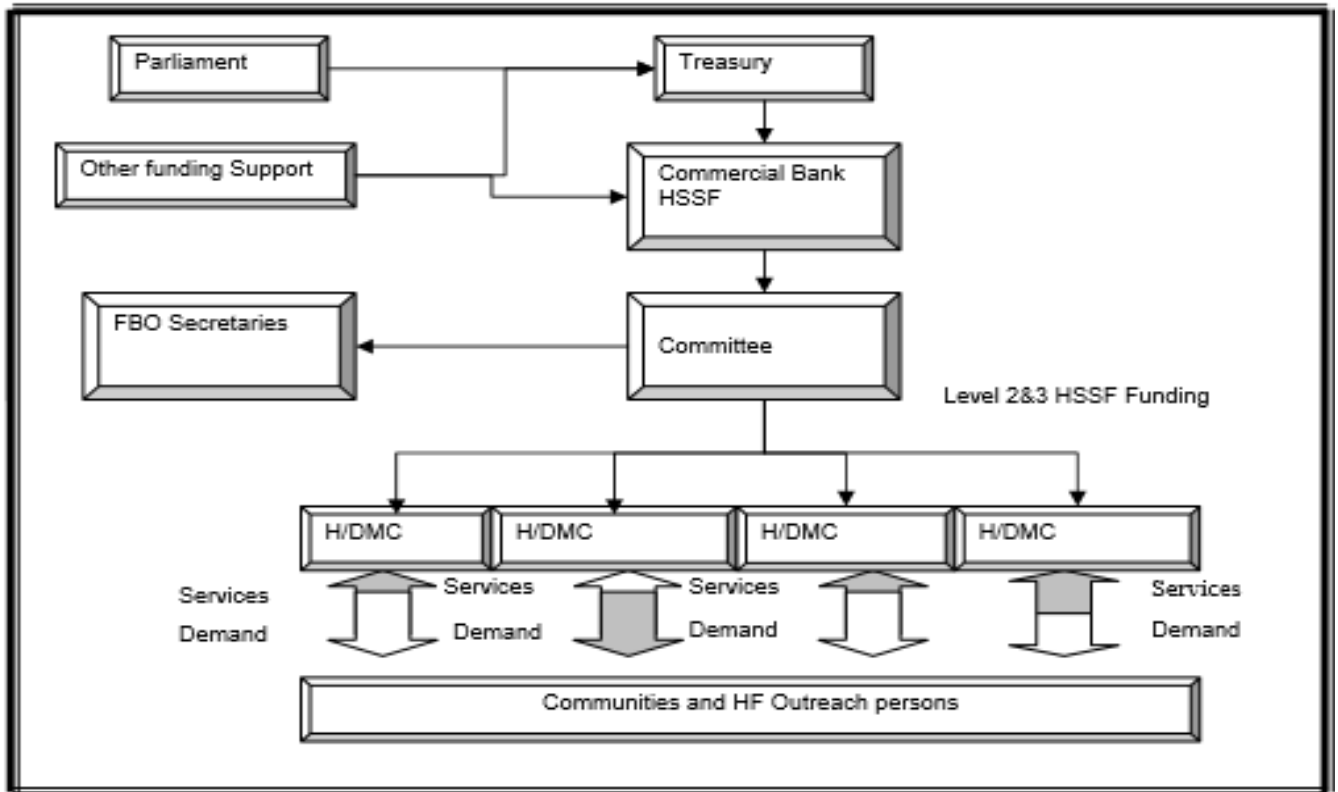 Parliament
Treasury
Other funding Support
Commercial Bank
HSSF
FBO Secretaries
Committee
Level 2&3 HSSF Funding
H/DMC
H/DMC
H/DMC
H/DMC
Services
Services
Services
Services
Demand
Demand
Demand
Demand
Communities and HF Outreach persons